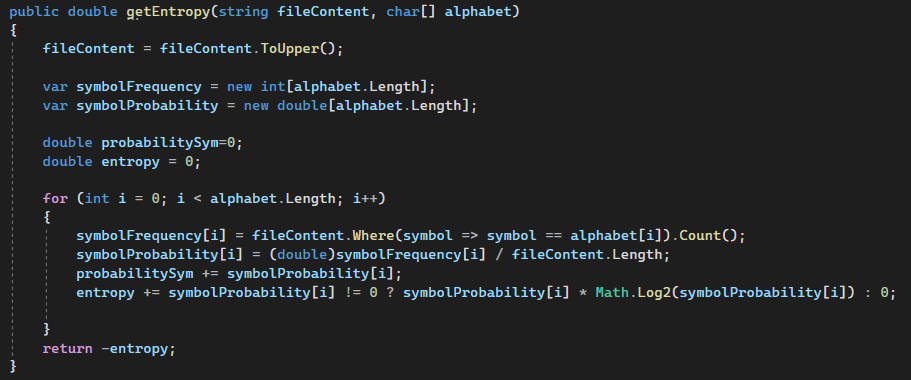 public double getEntropy(string fileContent, char[] alphabet)
{
fileContent = fileContent.ToUpper();
var symbolFrequency = new int[alphabet.Length];
var symbolProbability = new double[alphabet.Length];
double probabilitySym=0;
double entropy = 0;
for (int i = 0; i < alphabet.Length; i++)
{
symbolFrequency[i] = fileContent.Where(symbol => symbol == alphabet[i]).Count();
symbolProbability[i] = (double)symbolFrequency[i] / fileContent.Length;
probabilitySym += symbolProbability[i];
entropy += symbolProbability[i] != 0 ? symbolProbability[i] * Math.Log2(symbolProbability[i]) : 0;
}
return -entropy;
}